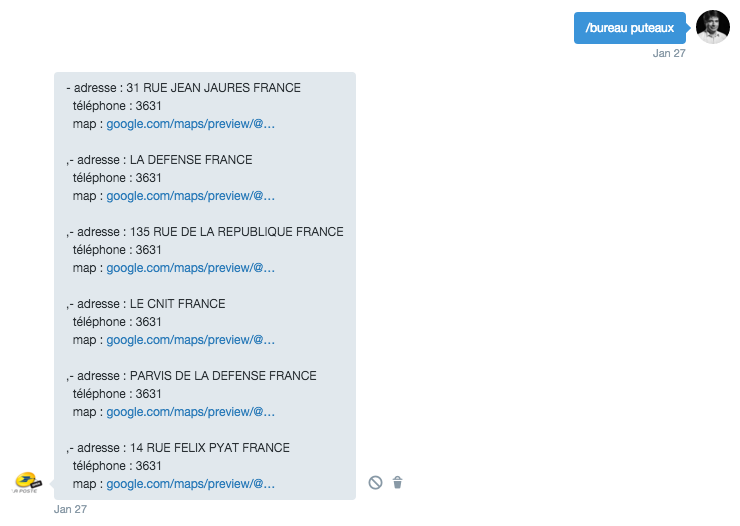 /bureau puteaux
Jan 27
- adresse : 31 RUE JEAN JAURES FRANCE
téléphone : 3631
map : google.com/maps/preview/@...
,- adresse : LA DEFENSE FRANCE
téléphone : 3631
map : google.com/maps/preview/@...
,- adresse : 135 RUE DE LA REPUBLIQUE FRANCE
téléphone : 3631
map : google.com/maps/preview/@...
,- adresse : LE CNIT FRANCE
téléphone : 3631
map : google.com/maps/preview/@...
,- adresse : PARVIS DE LA DEFENSE FRANCE
téléphone : 3631
map : google.com/maps/preview/@...
,- adresse : 14 RUE FELIX PYAT FRANCE
téléphone : 3631
map : google.com/maps/preview/@...
LA POSTE
Jan 27